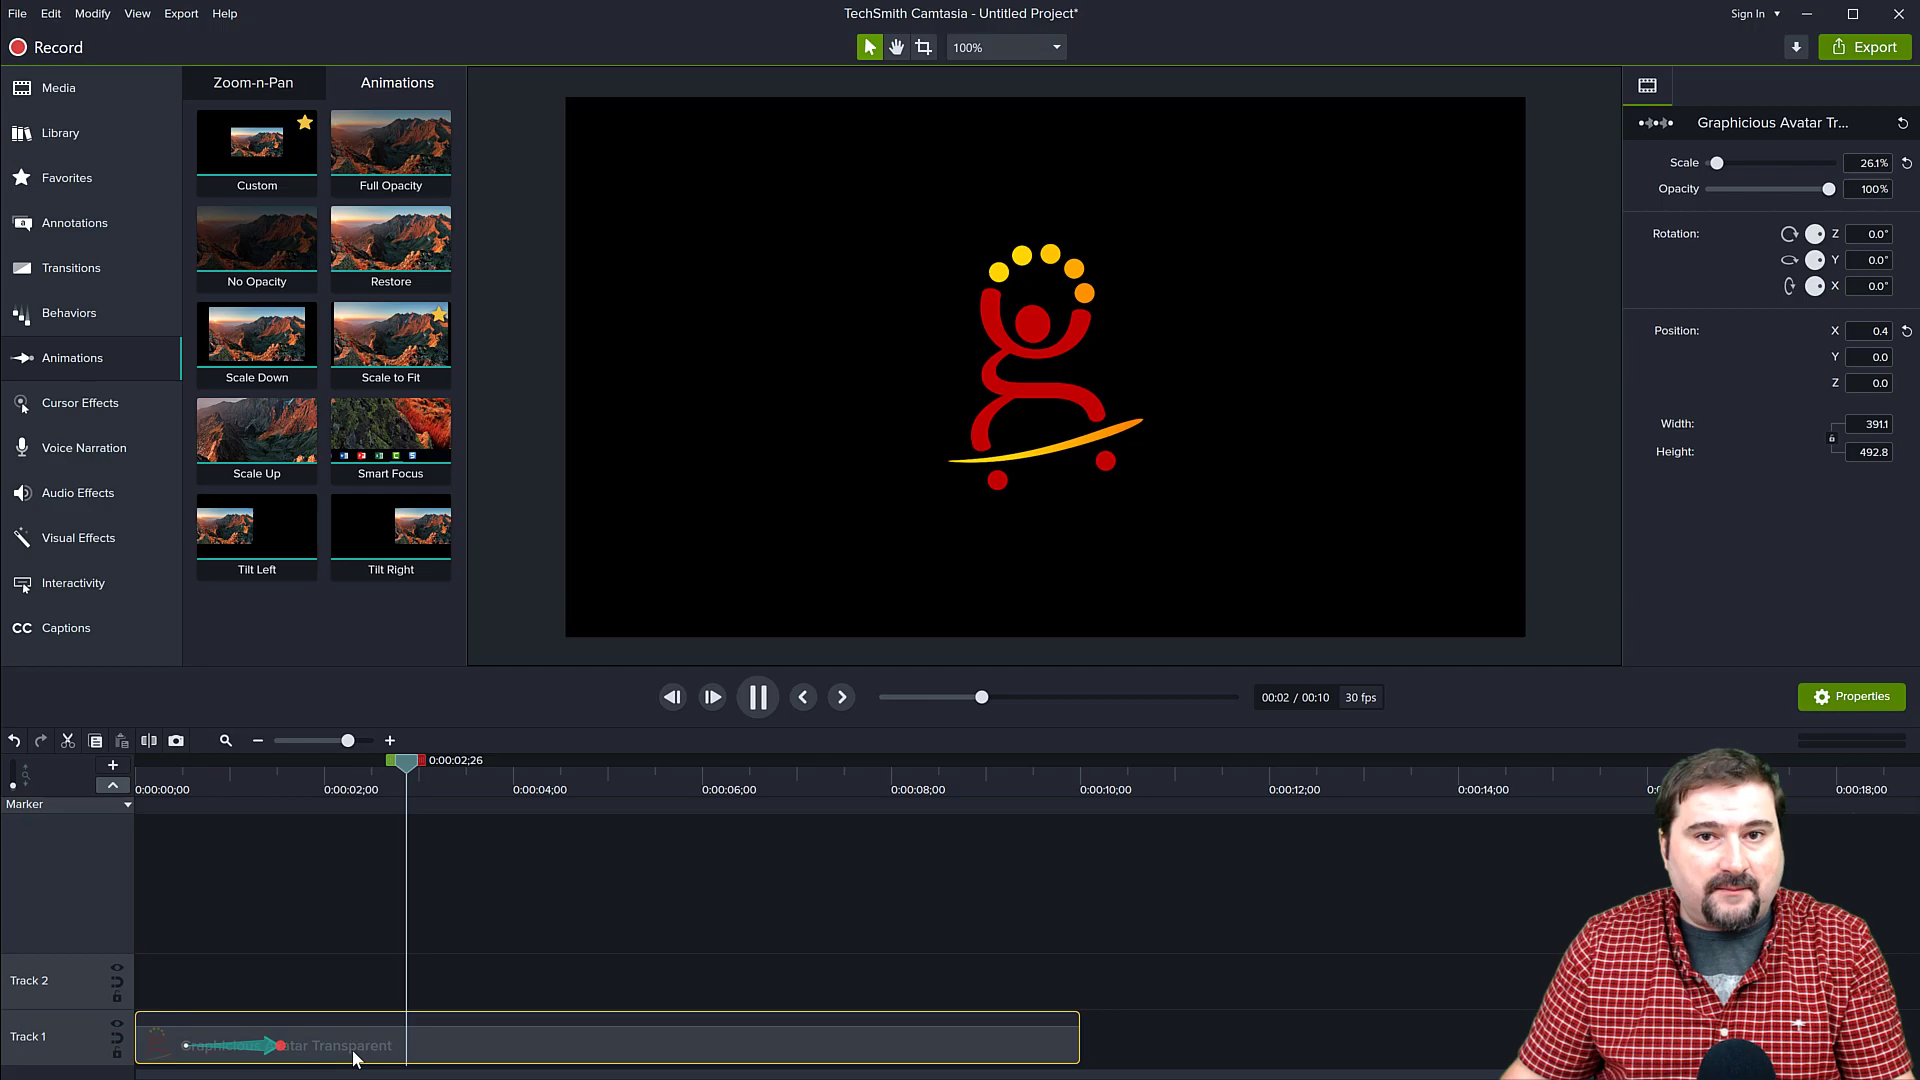 File Edit Modify View Export Help
TechSmith Camtasia - Untitled Project*
Sign In
Record
100%
Export
Media
Library
Favorites
Annotations
Transitions
Behaviors
Animations
Cursor Effects
Voice Narration
Audio Effects
Visual Effects
Interactivity
CC Captions
Zoom-n-Pan Animations
Custom Full Opacity
No Opacity Restore
Scale Down Scale to Fit
Scale Up Smart Focus
Tilt Left Tilt Right
Graphicious Avatar Tr...
Scale 26.1%
Opacity 100%
Rotation: Z 0.0°
Y 0.0°
X 0.0°
Position: X 0.4
Y 0.0
Z 0.0
Width: 391.1
Height: 492.8
00:02 / 00:10 30 fps
Properties
0:00:02;26
0:00:00;00 0:00:02;00 0:00:04;00 0:00:06;00 0:00:08;00 0:00:10;00 0:00:12;00 0:00:14;00 0:00:18;00
Marker
Track 2
Track 1
Graphicious Avatar Transparent